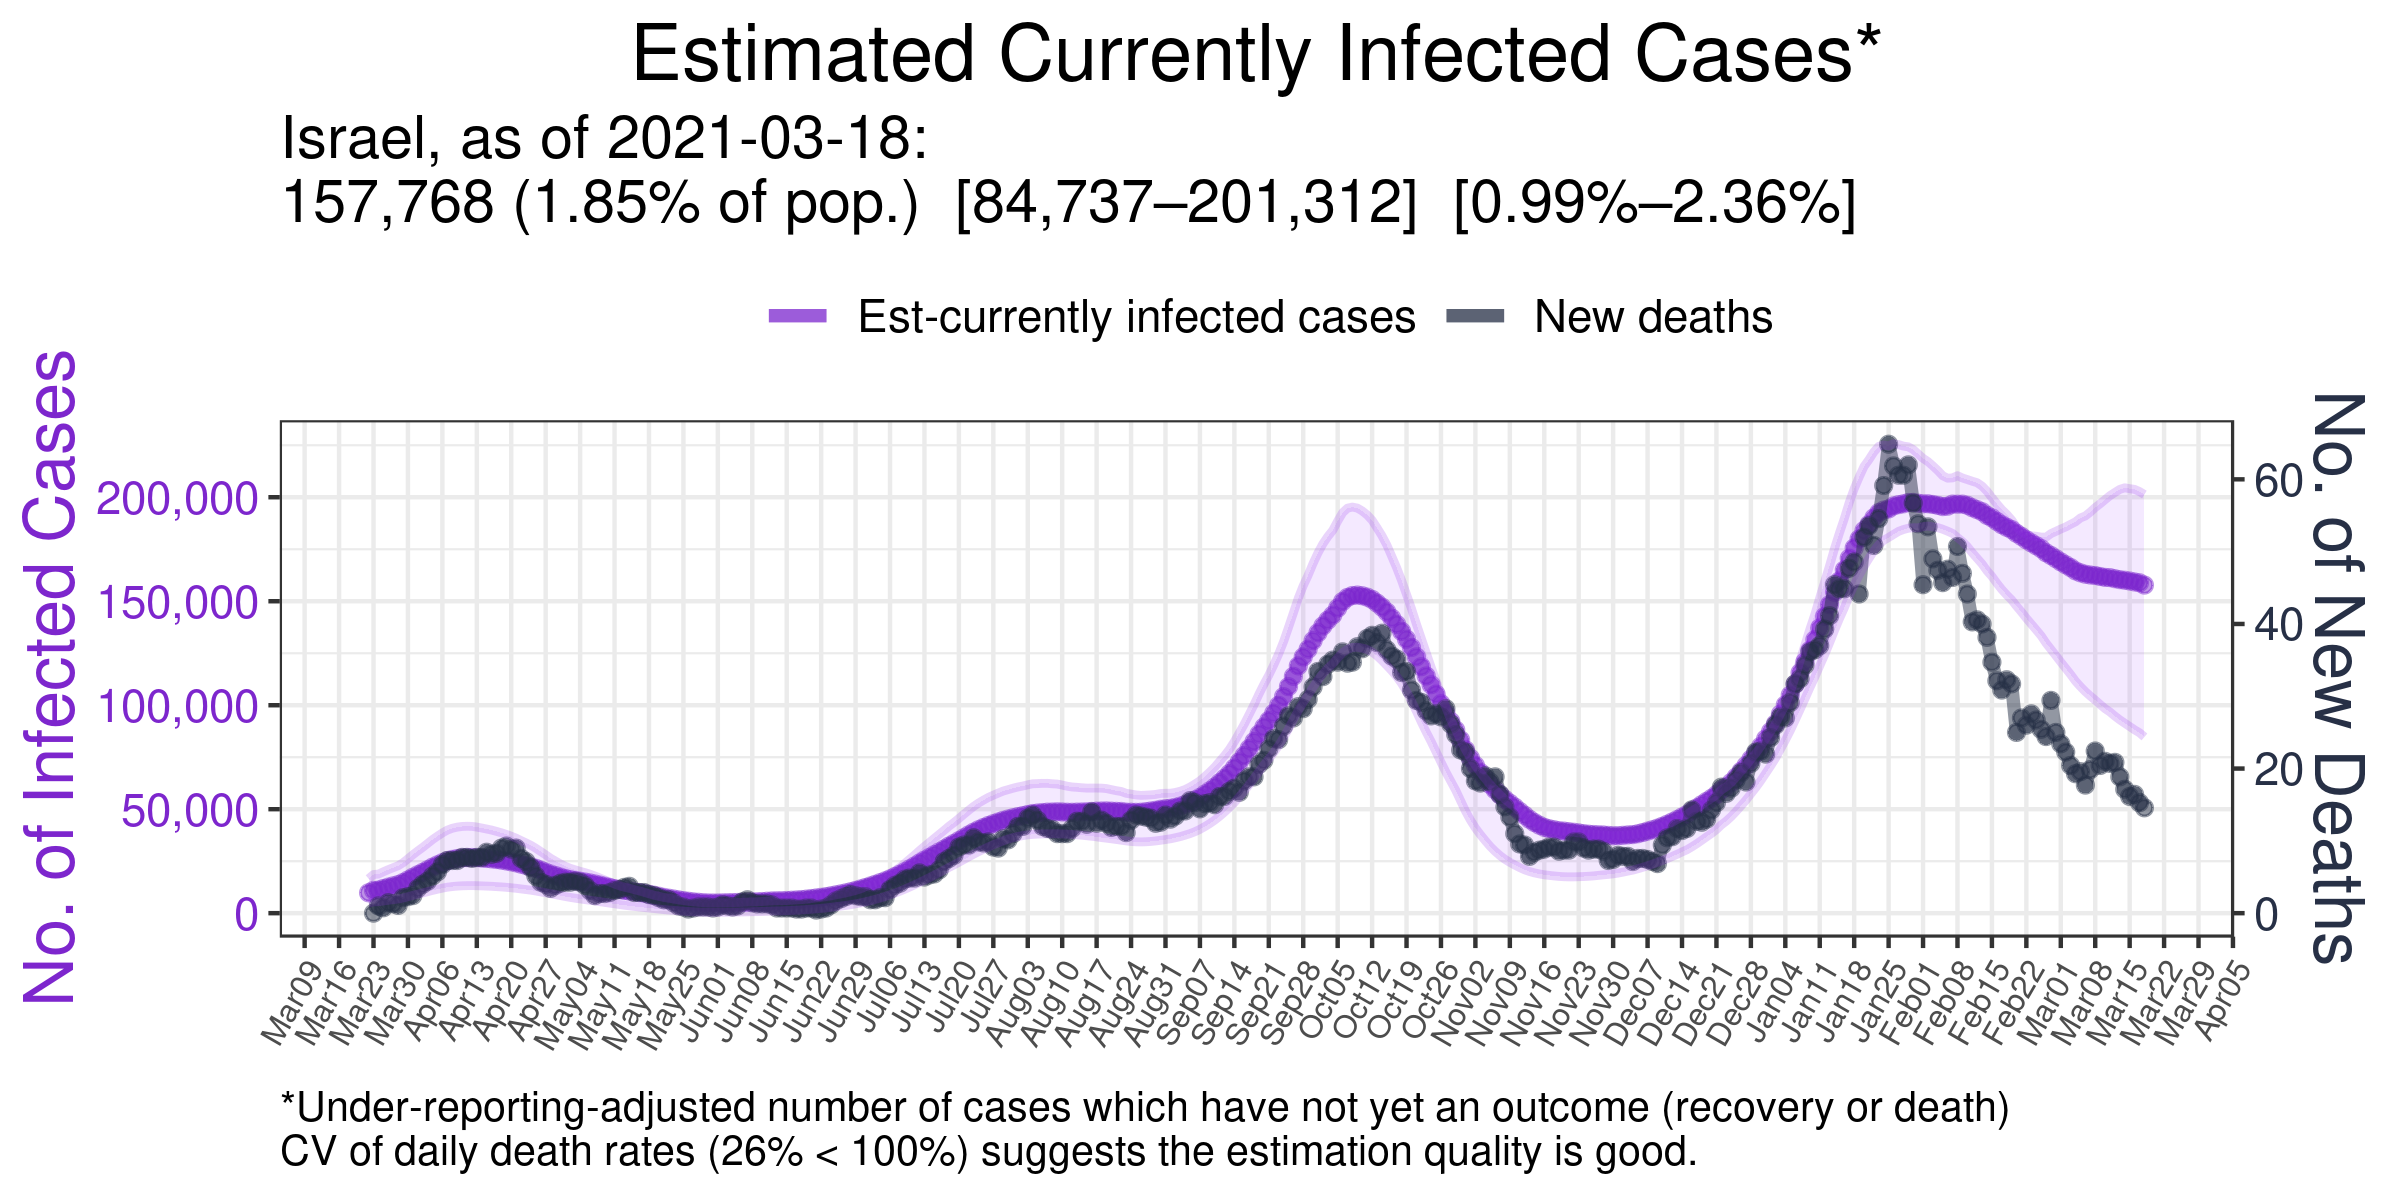 Estimated Currently Infected Cases*
Israel, as of 2021-03-18:
157,768 (1.85% of pop.)  [84,737–201,312]  [0.99%–2.36%]
Est-currently infected cases New deaths
No. of Infected Cases
200,000
150,000
100,000
50,000
0
60
40
20
0
No. of New Deaths
Mar09 Mar16 Mar23 Mar30 Apr06 Apr13 Apr20 Apr27 May04 May11 May18 May25 Jun01 Jun08 Jun15 Jun22 Jun29 Jul06 Jul13 Jul20 Jul27 Aug03 Aug10 Aug17 Aug24 Aug31 Sep07 Sep14 Sep21 Sep28 Oct05 Oct12 Oct19 Oct26 Nov02 Nov09 Nov16 Nov23 Nov30 Dec07 Dec14 Dec21 Dec28 Jan04 Jan11 Jan18 Jan25 Feb01 Feb08 Feb15 Feb22 Mar01 Mar08 Mar15 Mar22 Mar29 Apr05
*Under-reporting-adjusted number of cases which have not yet an outcome (recovery or death)
CV of daily death rates (26% < 100%) suggests the estimation quality is good.